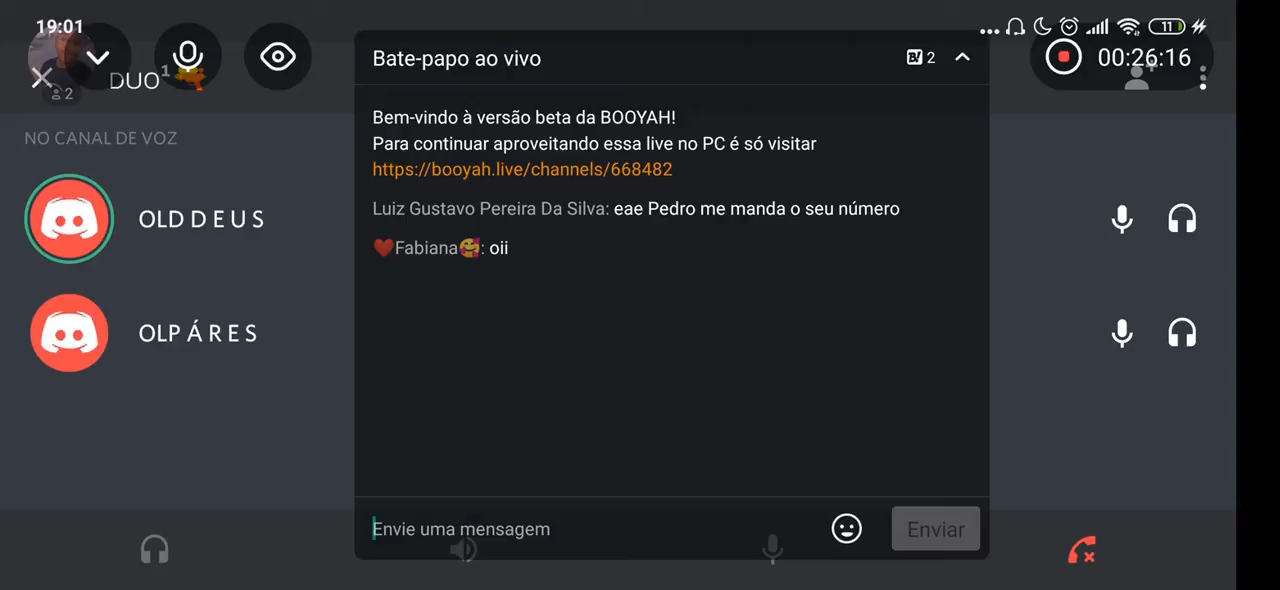 19:01
11
Bate-papo ao vivo
2
00:26:16
DUO¹
2
NO CANAL DE VOZ
Bem-vindo à versão beta da BOOYAH!
Para continuar aproveitando essa live no PC é só visitar
https://booyah.live/channels/668482
OLD D E U S
Luiz Gustavo Pereira Da Silva: eae Pedro me manda o seu número
❤️Fabiana🥰: oii
OLP Á R E S
Envie uma mensagem
Enviar